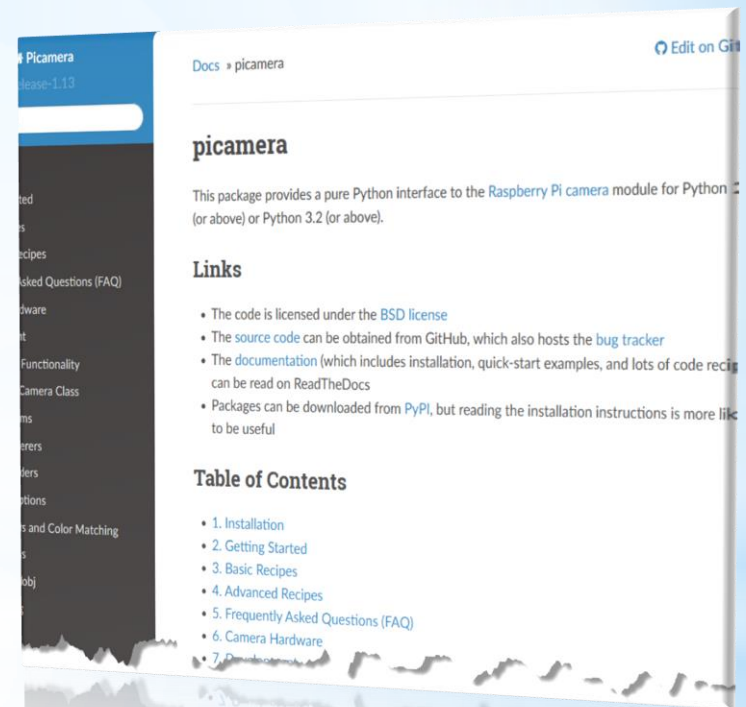 Picamera
release-1.13
Docs » picamera
Edit on Git
picamera
This package provides a pure Python interface to the Raspberry Pi camera module for Python
(or above) or Python 3.2 (or above).
Links
• The code is licensed under the BSD license
• The source code can be obtained from GitHub, which also hosts the bug tracker
• The documentation (which includes installation, quick-start examples, and lots of code recip
can be read on ReadTheDocs
• Packages can be downloaded from PyPI, but reading the installation instructions is more lik
to be useful
Table of Contents
• 1. Installation
• 2. Getting Started
• 3. Basic Recipes
• 4. Advanced Recipes
• 5. Frequently Asked Questions (FAQ)
• 6. Camera Hardware
• 7.
ted
s
ecipes
Asked Questions (FAQ)
dware
t
Functionality
Camera Class
ms
erers
ders
ptions
s and Color Matching
s
obj